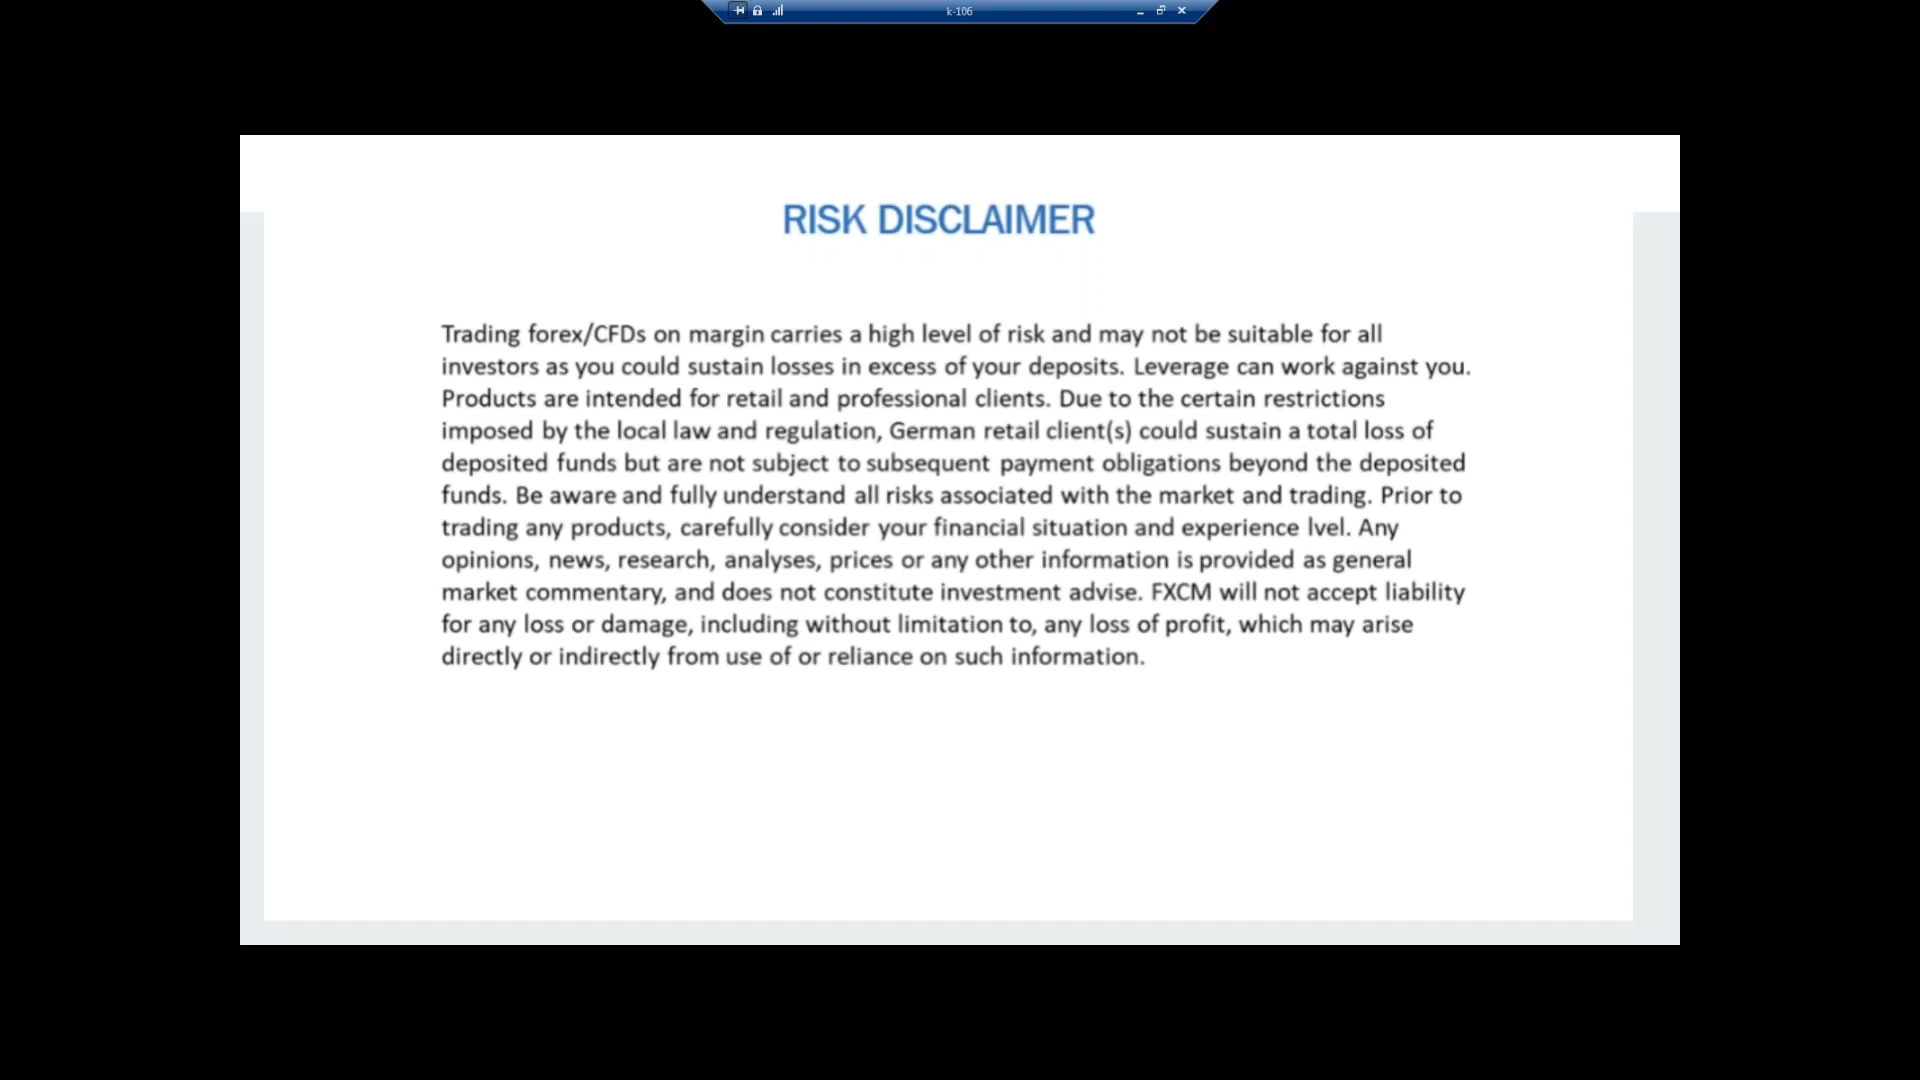 k-106
RISK DISCLAIMER
Trading forex/CFDs on margin carries a high level of risk and may not be suitable for all
investors as you could sustain losses in excess of your deposits. Leverage can work against you.
Products are intended for retail and professional clients. Due to the certain restrictions
imposed by the local law and regulation, German retail client(s) could sustain a total loss of
deposited funds but are not subject to subsequent payment obligations beyond the deposited
funds. Be aware and fully understand all risks associated with the market and trading. Prior to
trading any products, carefully consider your financial situation and experience lvel. Any
opinions, news, research, analyses, prices or any other information is provided as general
market commentary, and does not constitute investment advise. FXCM will not accept liability
for any loss or damage, including without limitation to, any loss of profit, which may arise
directly or indirectly from use of or reliance on such information.